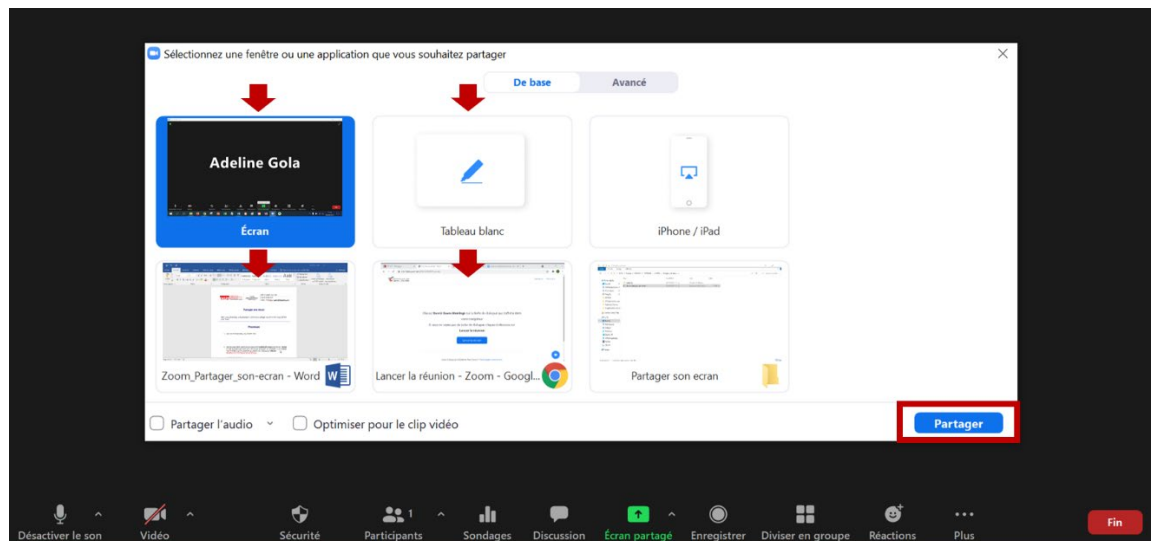 Sélectionnez une fenêtre ou une application que vous souhaitez partager
De base
Avancé
Adeline Gola
Écran
Tableau blanc
iPhone / iPad
Zoom_Partager_son-ecran - Word
Lancer la réunion - Zoom - Googl...
Partager son ecran
Partager l'audio
Optimiser pour le clip vidéo
Partager
Désactiver le son
Vidéo
Sécurité
Participants
1
Sondages
Discussion
Écran partagé
Enregistrer
Diviser en groupe
Réactions
Plus
Fin